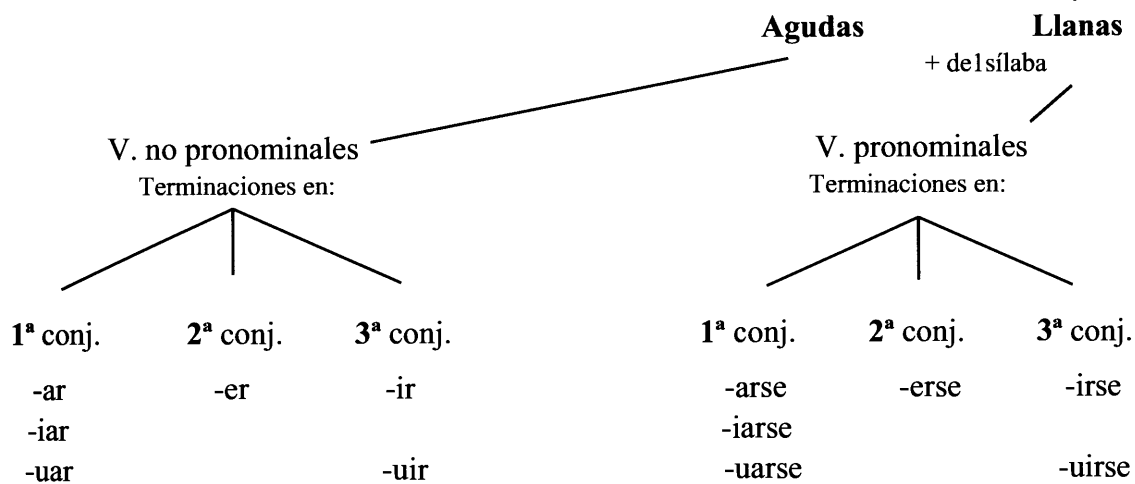 Agudas Llanas
+ de1sílaba
V. no pronominales V. pronominales
Terminaciones en: Terminaciones en:
1ª conj. 2ª conj. 3ª conj. 1ª conj. 2ª conj. 3ª conj.
-ar -er -ir -arse -erse -irse
-iar -iarse
-uar -uir -uarse -uirse